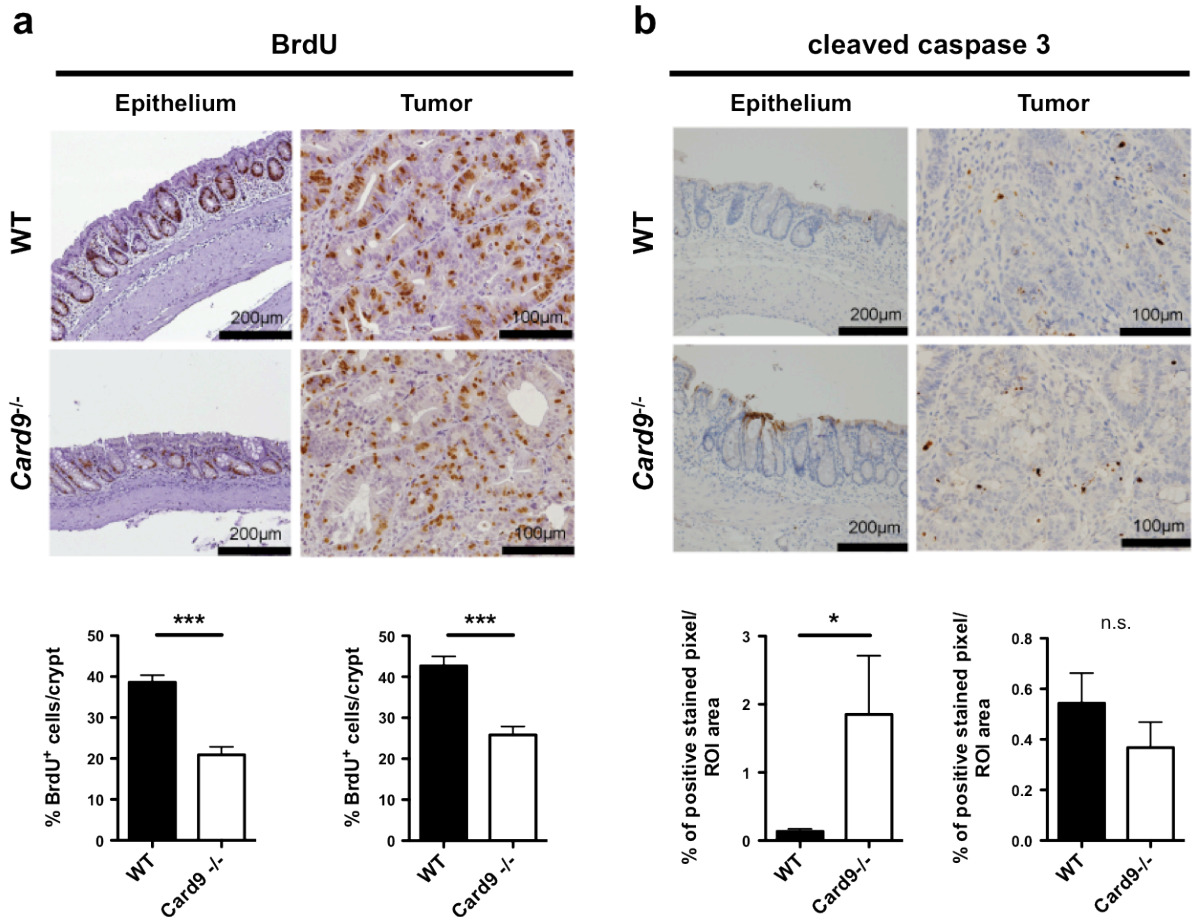 a
BrdU
Epithelium Tumor
WT
200µm 100µm
Card9-/-
200µm 100µm
% BrdU+ cells/crypt
50
40
30
20
10
0
***
WT
Card9 -/-
% BrdU+ cells/crypt
50
40
30
20
10
0
***
WT
Card9 -/-
b
cleaved caspase 3
Epithelium Tumor
WT
200µm 100µm
Card9-/-
200µm 100µm
% of positive stained pixel/
ROI area
3
2
1
0
*
WT
Card9-/-
% of positive stained pixel/
ROI area
0.8
0.6
0.4
0.2
0.0
n.s.
WT
Card9-/-